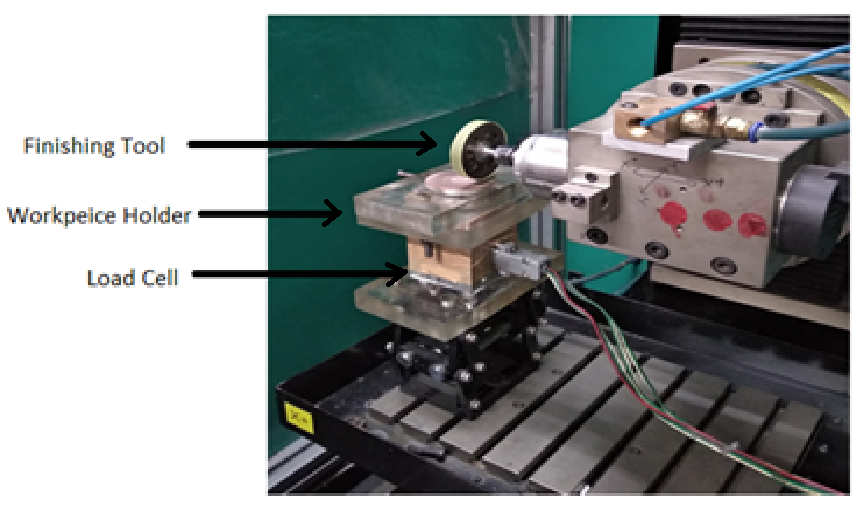 Finishing Tool
Workpeice Holder
Load Cell